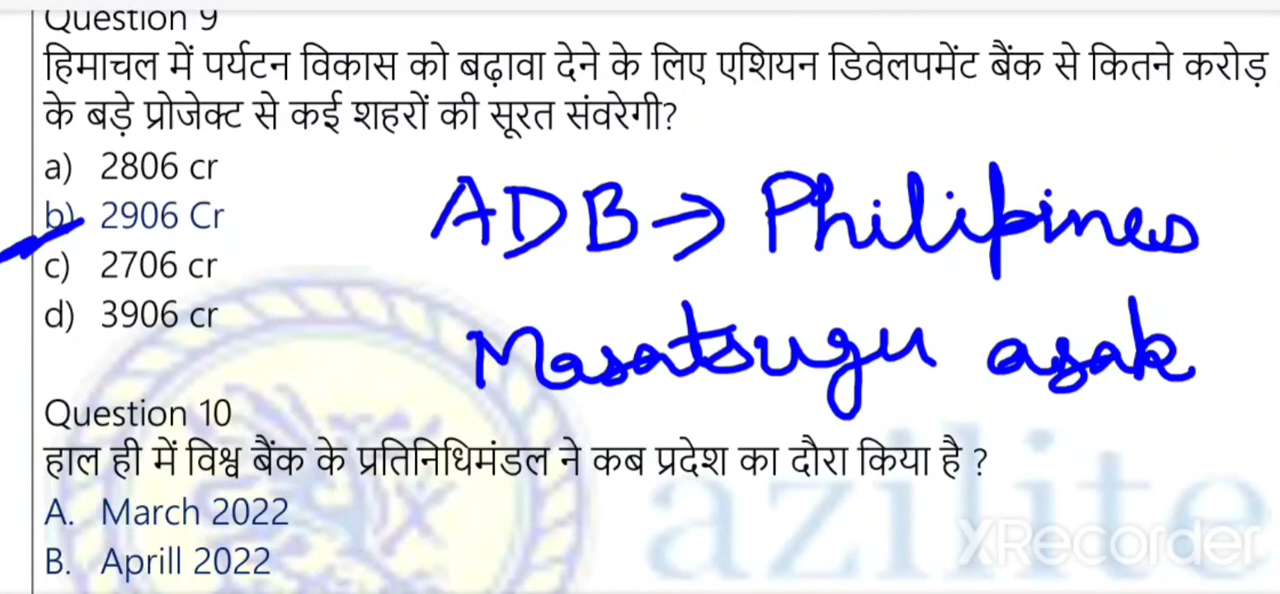 Question 9
हिमाचल में पर्यटन विकास को बढ़ावा देने के लिए एशियन डिवेलपमेंट बैंक से कितने करोड़
के बड़े प्रोजेक्ट से कई शहरों की सूरत संवरेगी?
a) 2806 cr
b) 2906 Cr
c) 2706 cr
d) 3906 cr
ADB → Philipines
Masatsugu asak
Question 10
हाल ही में विश्व बैंक के प्रतिनिधिमंडल ने कब प्रदेश का दौरा किया है ?
A. March 2022
B. Aprill 2022
azilite
XRecorder